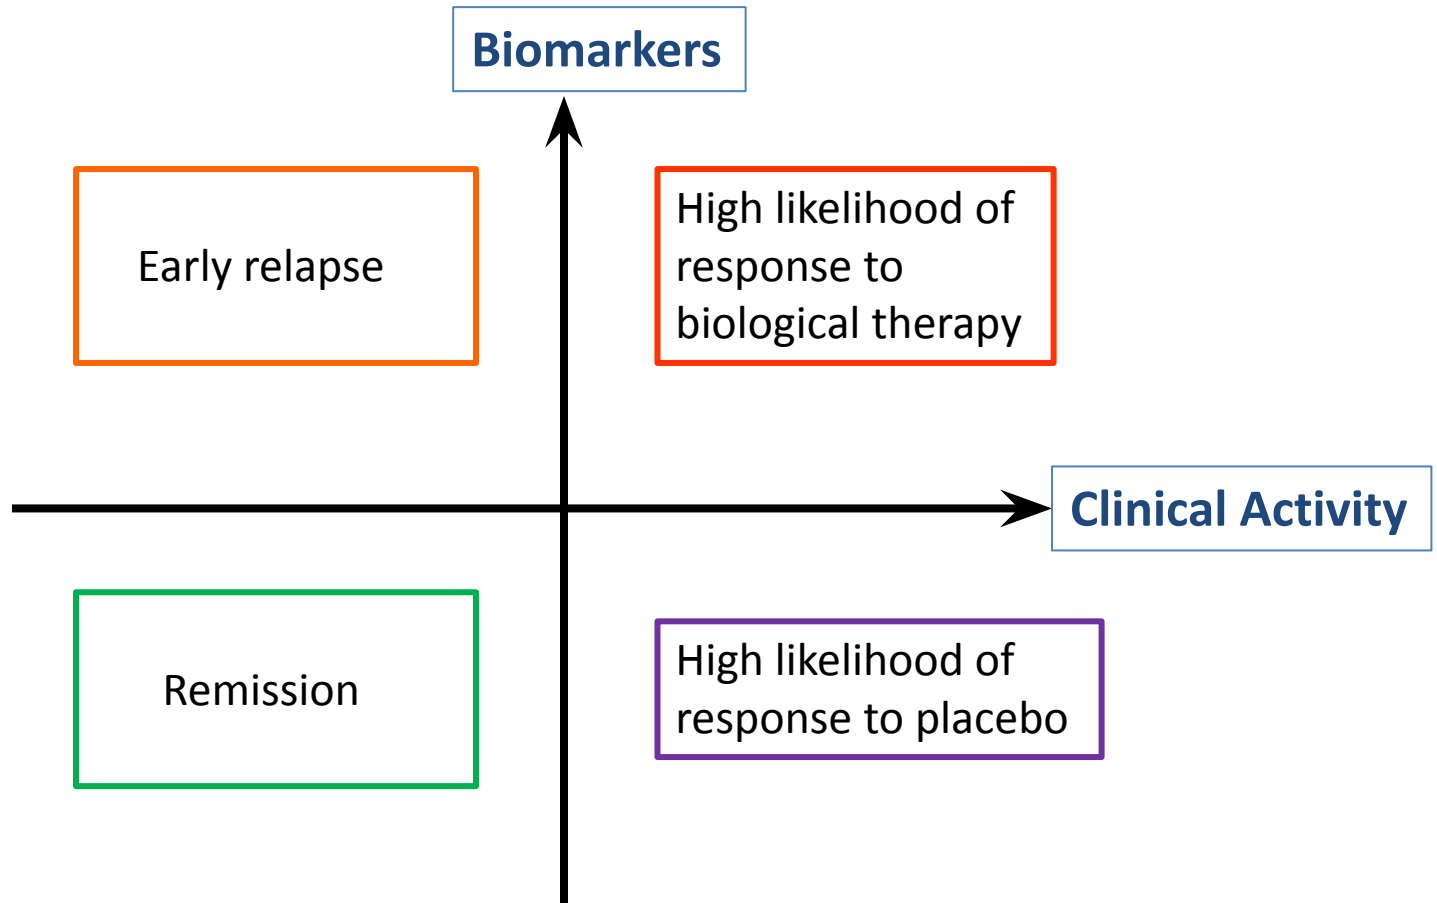 Biomarkers
Early relapse
High likelihood of
response to
biological therapy
Clinical Activity
Remission
High likelihood of
response to placebo